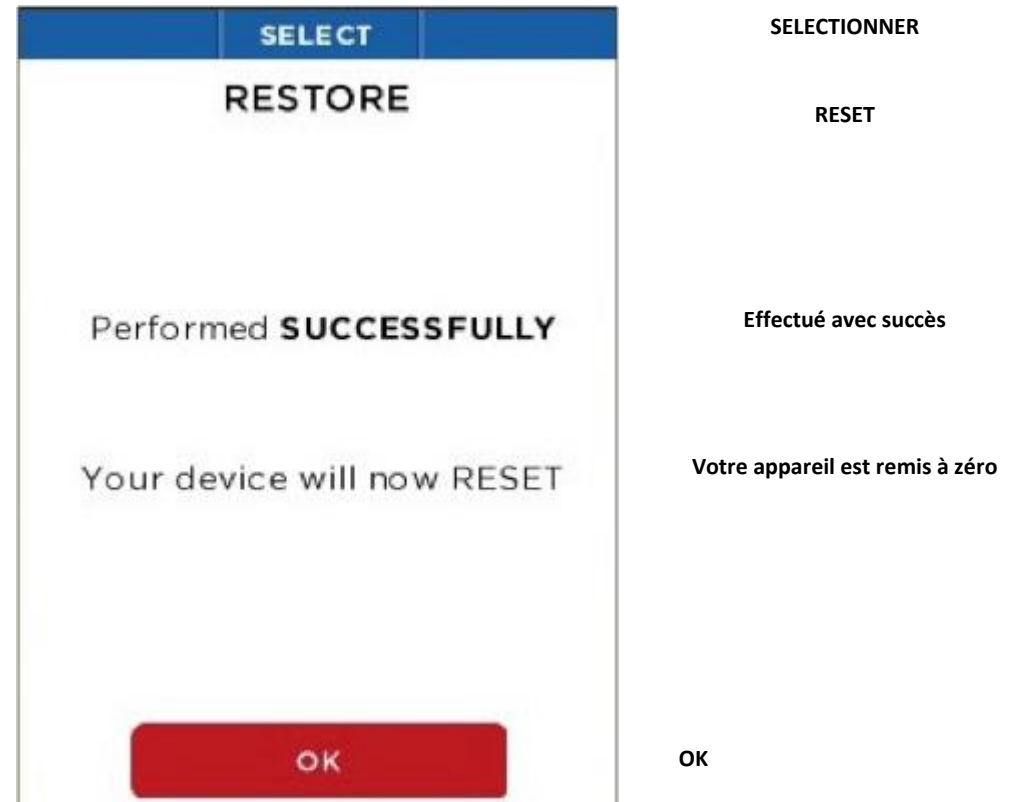 SELECT
SELECTIONNER
RESTORE
RESET
Performed SUCCESSFULLY
Effectué avec succès
Your device will now RESET
Votre appareil est remis à zéro
OK
OK